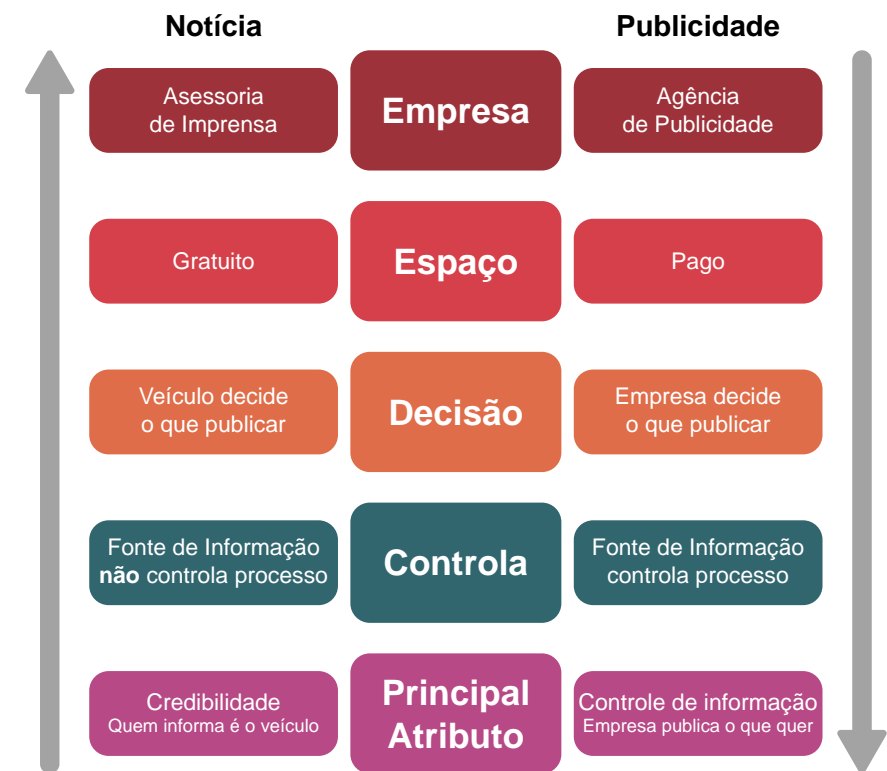 Notícia
Publicidade
Asessoria
de Imprensa
Empresa
Agência
de Publicidade
Gratuito
Espaço
Pago
Veículo decide
o que publicar
Decisão
Empresa decide
o que publicar
Fonte de Informação
não controla processo
Controla
Fonte de Informação
controla processo
Credibilidade
Quem informa é o veículo
Principal
Atributo
Controle de informação
Empresa publica o que quer